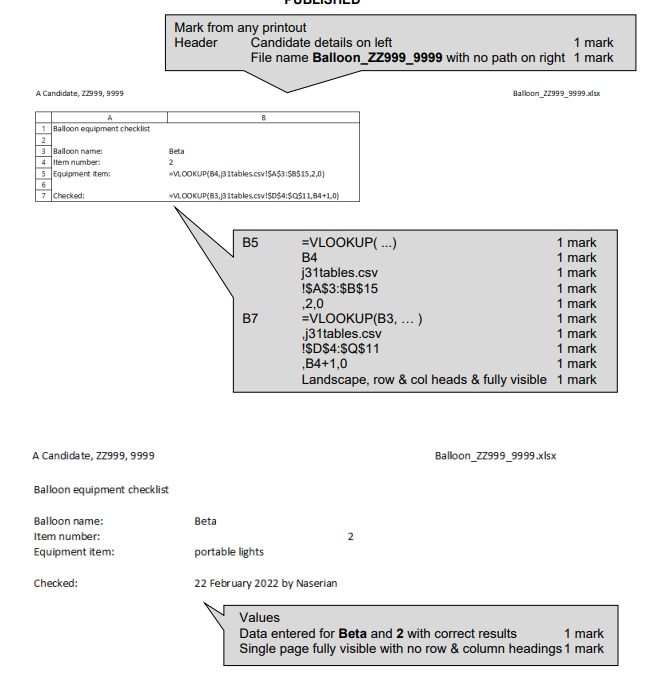 PUBLISHED
Mark from any printout
Header Candidate details on left 1 mark
File name Balloon_ZZ999_9999 with no path on right 1 mark
A Candidate, ZZ999, 9999 Balloon_ZZ999_9999.xlsx
A B
1 Balloon equipment checklist
2
3 Balloon name: Beta
4 Item number: 2
5 Equipment item: =VLOOKUP(B4,j31tables.csv!$A$3:$B$15,2,0)
6
7 Checked: =VLOOKUP(B3,j31tables.csv!$D$4:$Q$11,B4+1,0)
B5 =VLOOKUP( ...) 1 mark
B4 1 mark
j31tables.csv 1 mark
!$A$3:$B$15 1 mark
,2,0 1 mark
B7 =VLOOKUP(B3, ... ) 1 mark
,j31tables.csv 1 mark
!$D$4:$Q$11 1 mark
,B4+1,0 1 mark
Landscape, row & col heads & fully visible 1 mark
A Candidate, ZZ999, 9999 Balloon_ZZ999_9999.xlsx
Balloon equipment checklist
Balloon name: Beta
Item number: 2
Equipment item: portable lights
Checked: 22 February 2022 by Naserian
Values
Data entered for Beta and 2 with correct results 1 mark
Single page fully visible with no row & column headings 1 mark